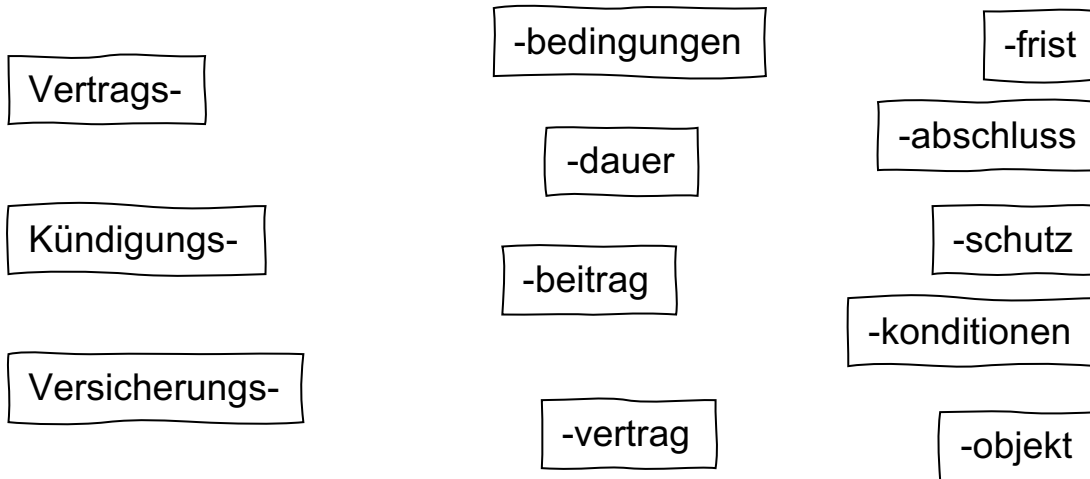 Vertrags-
Kündigungs-
Versicherungs-
-bedingungen
-dauer
-beitrag
-vertrag
-frist
-abschluss
-schutz
-konditionen
-objekt